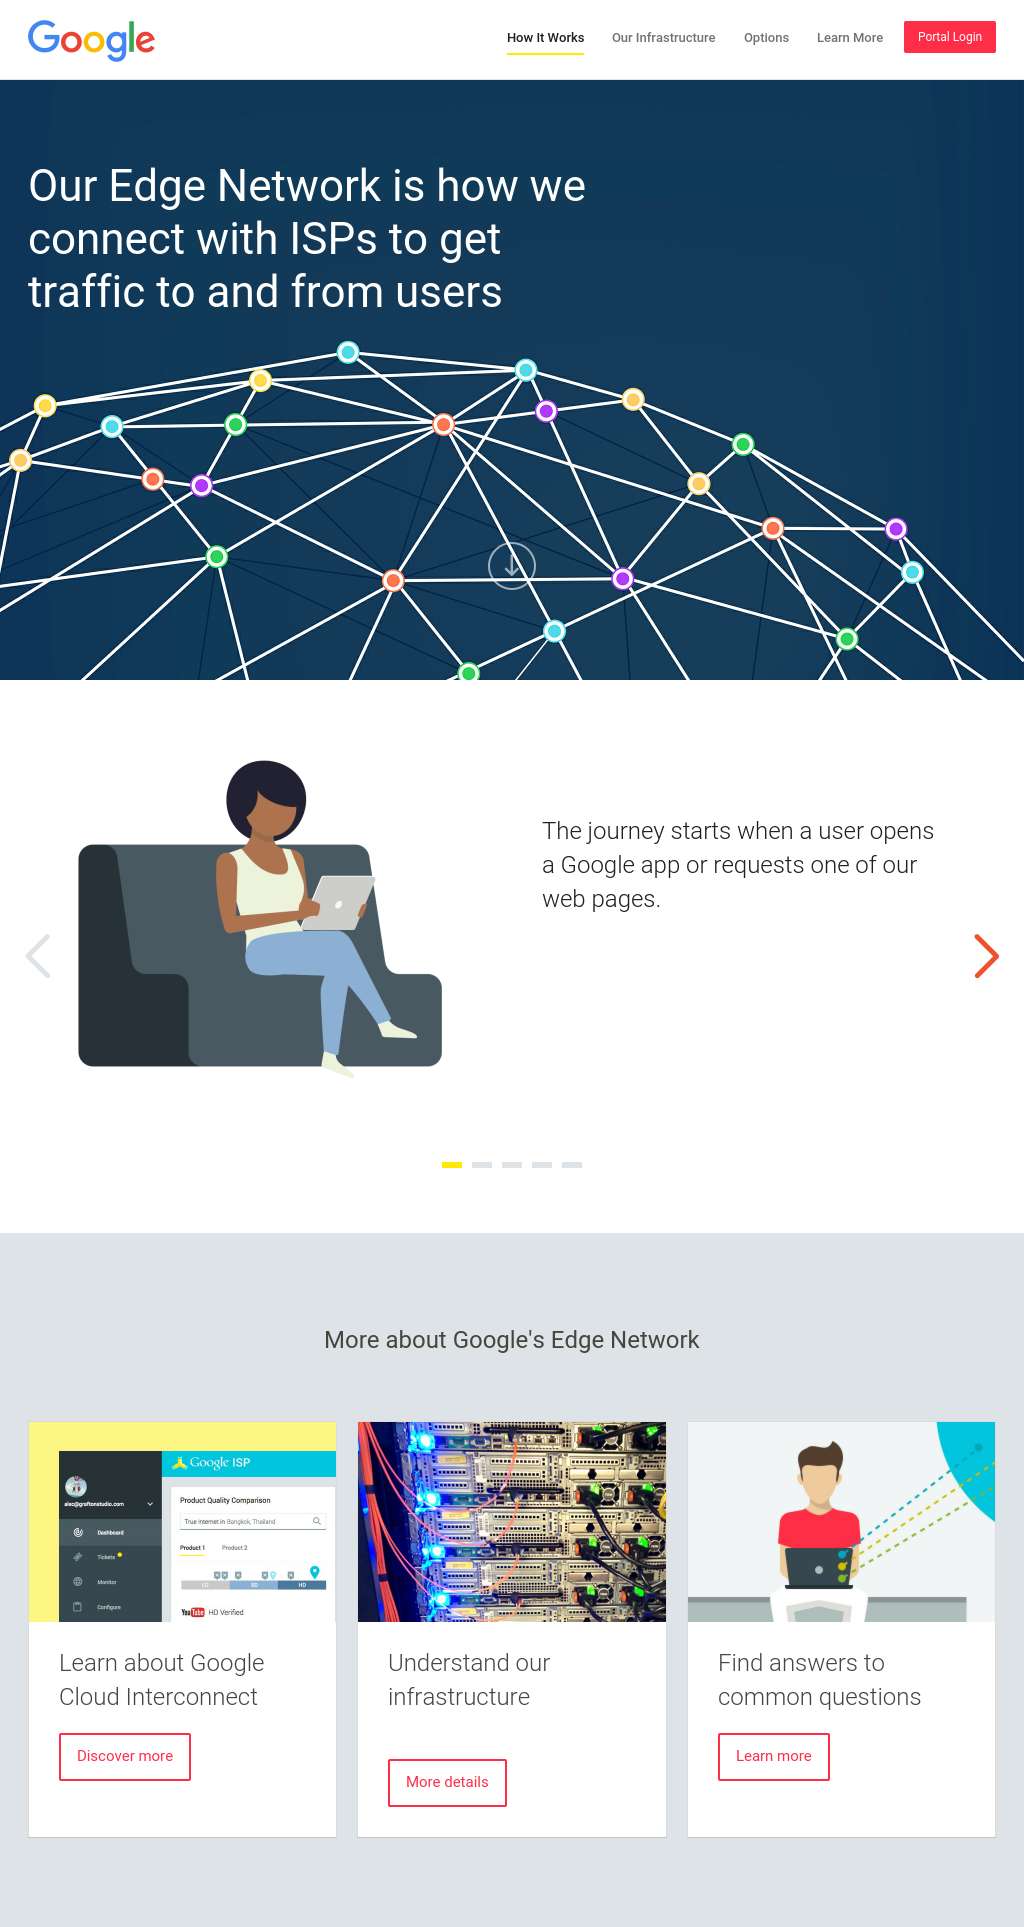 Google
How It Works
Our Infrastructure
Options
Learn More
Portal Login
Our Edge Network is how we
connect with ISPs to get
traffic to and from users
The journey starts when a user opens
a Google app or requests one of our
web pages.
More about Google's Edge Network
Google ISP
alec@graftonstudio.com
Dashboard
Tickets
Monitor
Configure
Product Quality Comparison
True Internet in Bangkok, Thailand
Product 1
Product 2
LD
SD
HD
YouTube HD Verified
Learn about Google
Cloud Interconnect
Discover more
Understand our
infrastructure
More details
Find answers to
common questions
Learn more